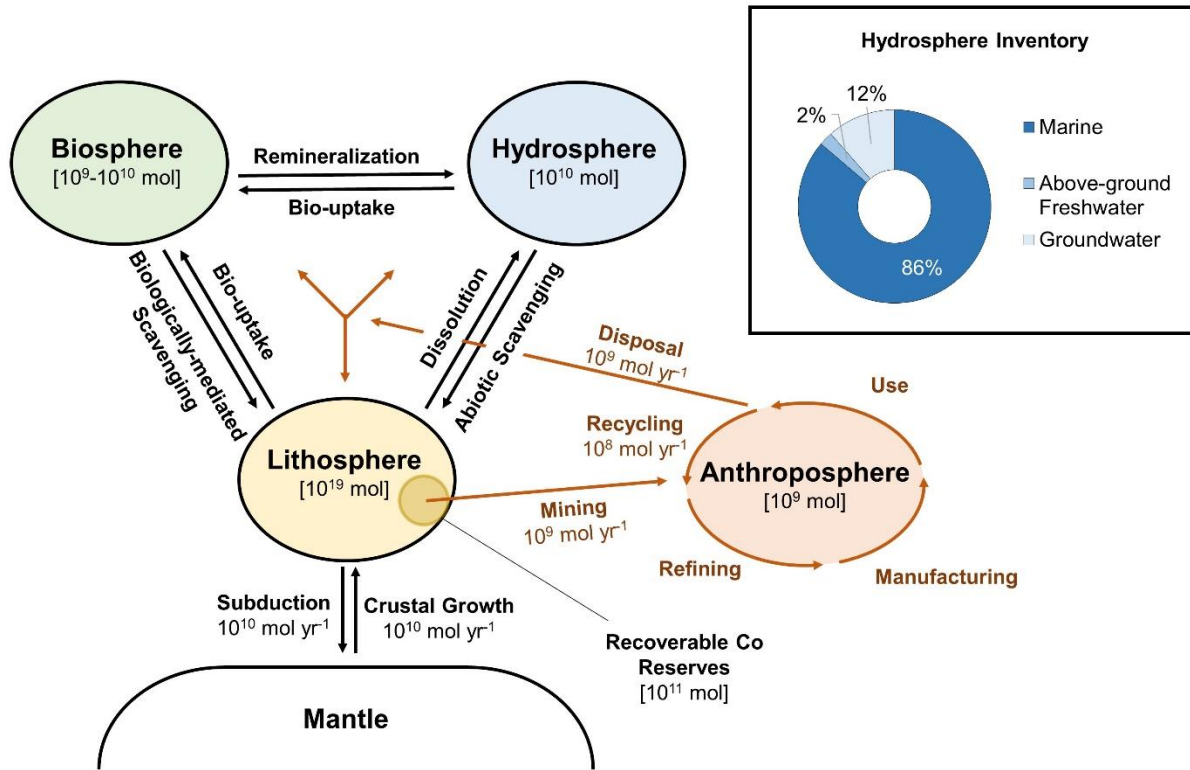 Hydrosphere Inventory
12%
2%
86%
Marine
Above-ground
Freshwater
Groundwater
Biosphere
[10⁹-10¹⁰ mol]
Remineralization
Bio-uptake
Hydrosphere
[10¹⁰ mol]
Biologically-mediated
Scavenging
Bio-uptake
Dissolution
Abiotic Scavenging
Disposal
10⁹ mol yr⁻¹
Use
Recycling
10⁸ mol yr⁻¹
Lithosphere
[10¹⁹ mol]
Anthroposphere
[10⁹ mol]
Mining
10⁹ mol yr⁻¹
Refining
Manufacturing
Subduction
10¹⁰ mol yr⁻¹
Crustal Growth
10¹⁰ mol yr⁻¹
Recoverable Co
Reserves
[10¹¹ mol]
Mantle